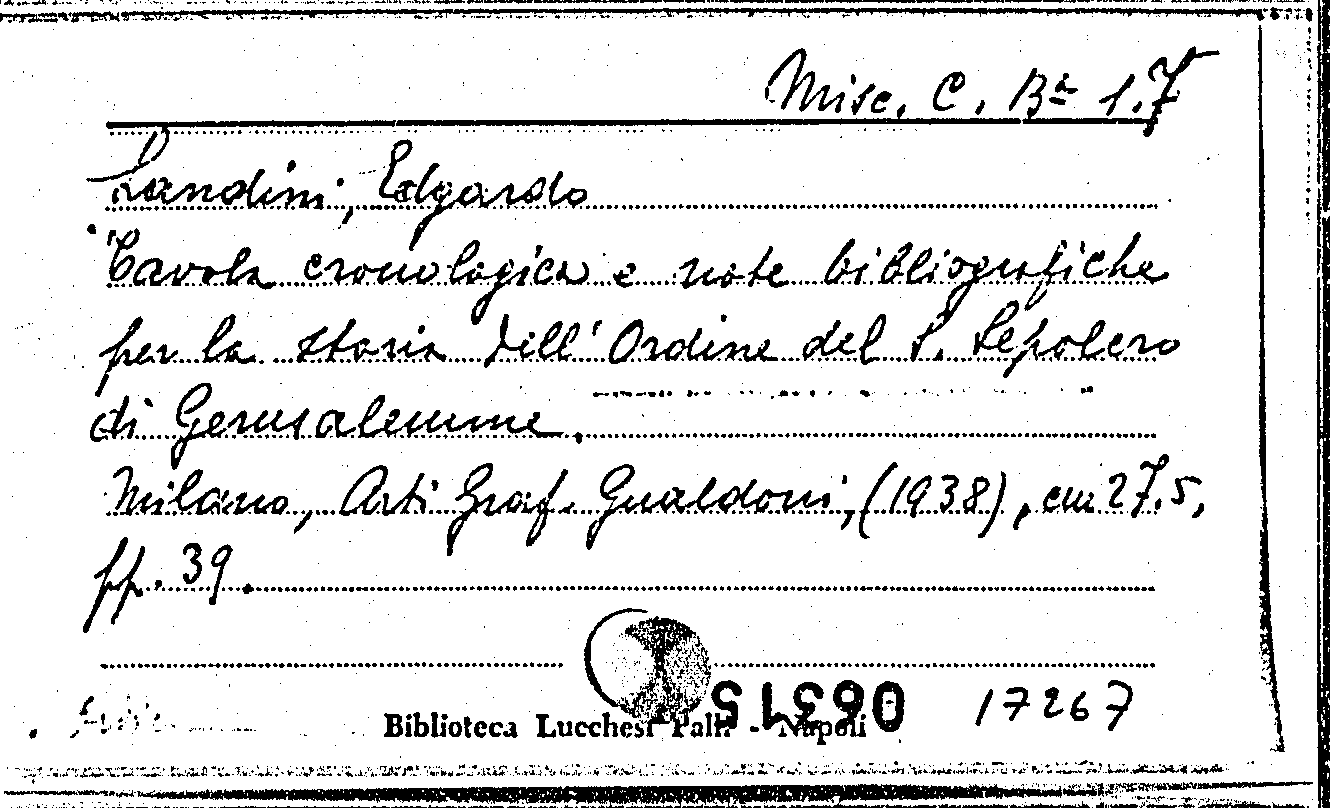 Misc. C. Bª 1.7
Landini, Edgardo
Tavola cronologica e note bibliografiche
per la storia dell'Ordine del S. Sepolcro
di Gerusalemme.
Milano, Arti Graf. Gualdoni, (1938), cm 27.5,
pp. 39.
06315
17267
Biblioteca Lucchesi Palli - Napoli